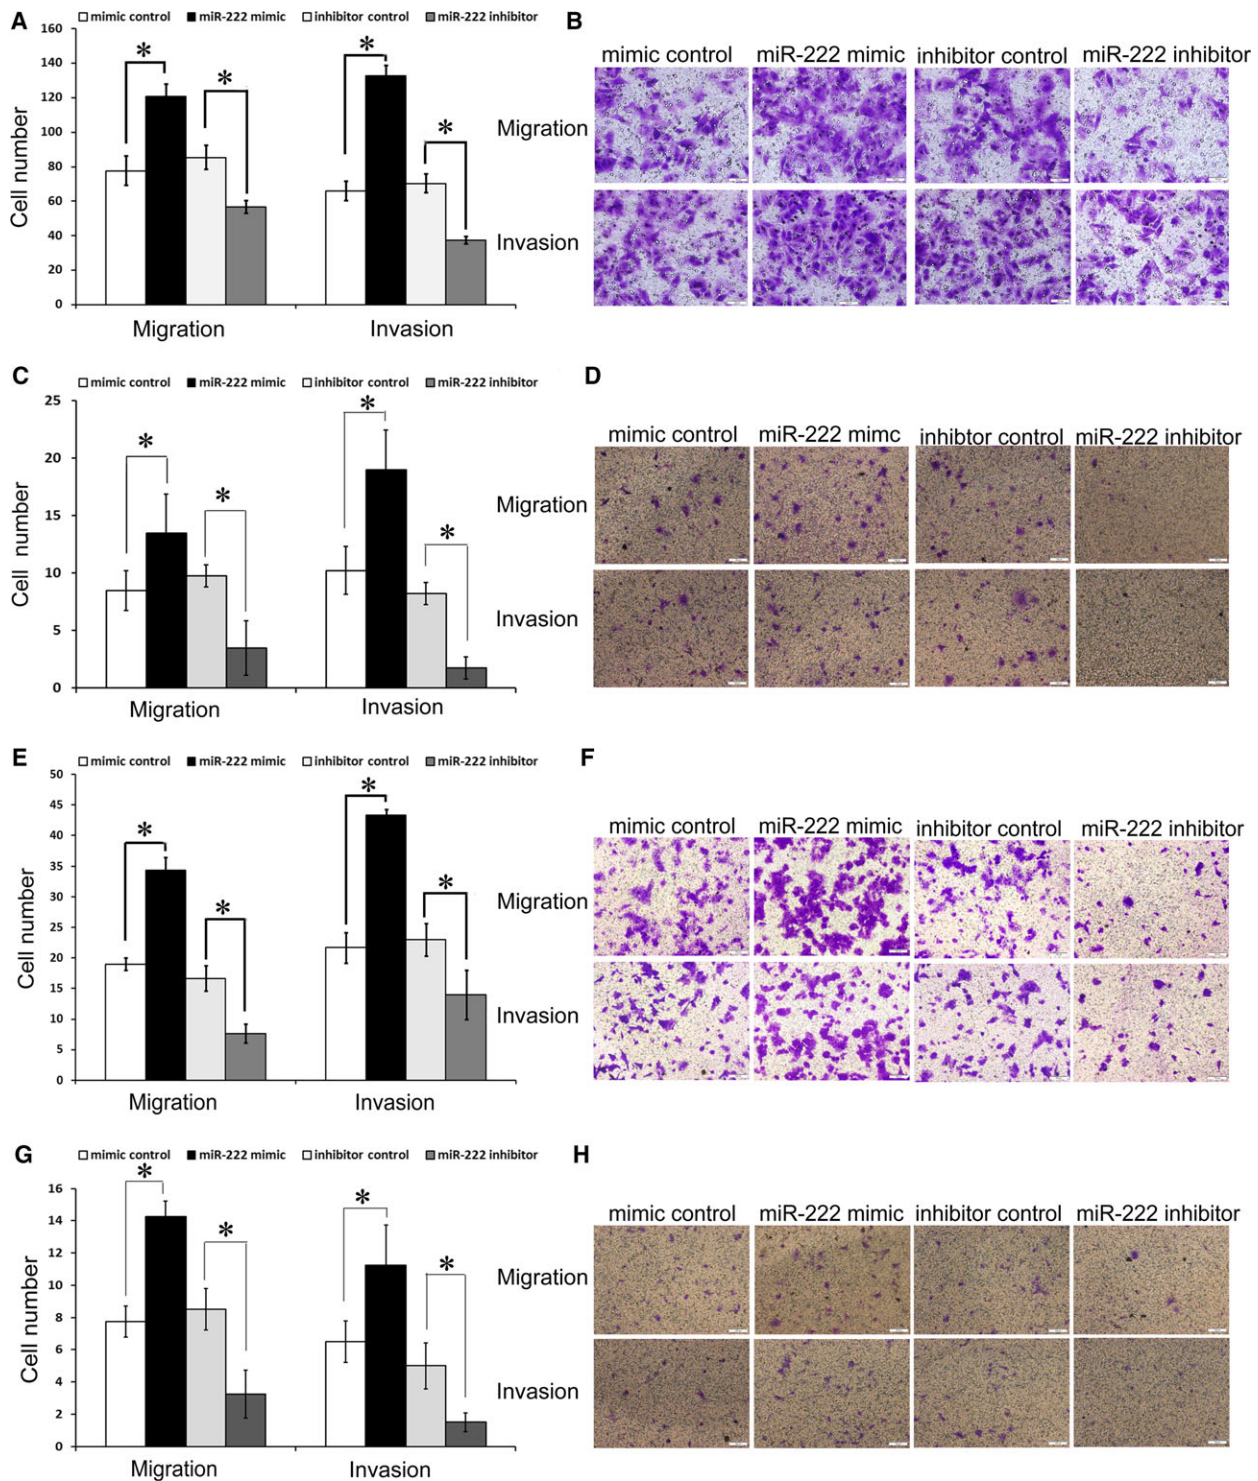 A
mimic control miR-222 mimic inhibitor control miR-222 inhibitor
160
140
120
100
80
60
40
20
0
Cell number
* * * *
Migration Invasion
B
mimic control miR-222 mimic inhibitor control miR-222 inhibitor
Migration
Invasion
C
mimic control miR-222 mimic inhibitor control miR-222 inhibitor
25
20
15
10
5
0
Cell number
* * * *
Migration Invasion
D
mimic control miR-222 mimc inhibtor control miR-222 inhibitor
Migration
Invasion
E
mimic control miR-222 mimic inhibitor control miR-222 inhibitor
50
45
40
35
30
25
20
15
10
5
0
Cell number
* * * *
Migration Invasion
F
mimic control miR-222 mimic inhibitor control miR-222 inhibitor
Migration
Invasion
G
mimic control miR-222 mimic inhibitor control miR-222 inhibitor
16
14
12
10
8
6
4
2
0
Cell number
* * * *
Migration Invasion
H
mimic control miR-222 mimic inhibitor control miR-222 inhibitor
Migration
Invasion